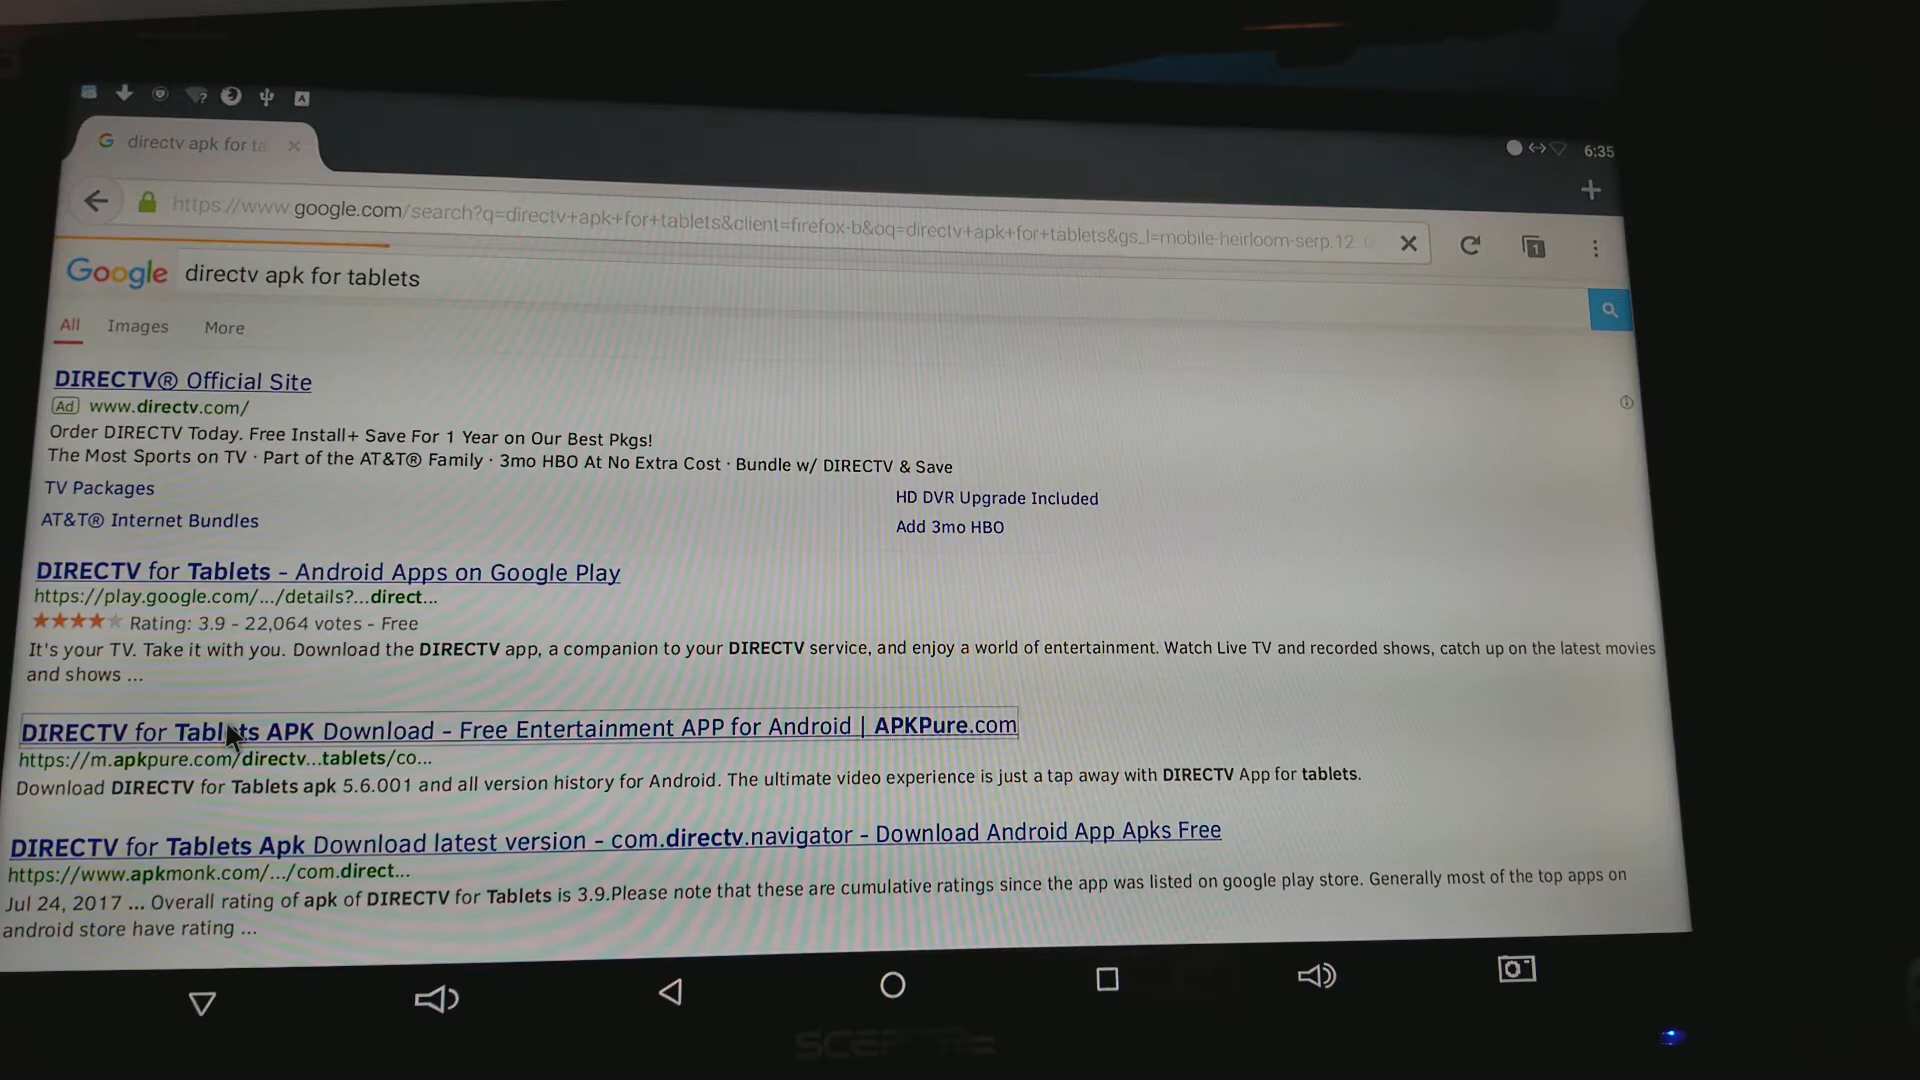 directv apk for ta
6:35
https://www.google.com/search?q=directv+apk+for+tablets&client=firefox-b&oq=directv+apk+for+tablets&gs_l=mobile-heirloom-serp.12..
1
Google directv apk for tablets
All Images More
DIRECTV® Official Site
Ad www.directv.com/
Order DIRECTV Today. Free Install+ Save For 1 Year on Our Best Pkgs!
The Most Sports on TV · Part of the AT&T® Family · 3mo HBO At No Extra Cost · Bundle w/ DIRECTV & Save
TV Packages
HD DVR Upgrade Included
AT&T® Internet Bundles
Add 3mo HBO
DIRECTV for Tablets - Android Apps on Google Play
https://play.google.com/.../details?...direct...
Rating: 3.9 - 22,064 votes - Free
It's your TV. Take it with you. Download the DIRECTV app, a companion to your DIRECTV service, and enjoy a world of entertainment. Watch Live TV and recorded shows, catch up on the latest movies
and shows ...
DIRECTV for Tablets APK Download - Free Entertainment APP for Android | APKPure.com
https://m.apkpure.com/directv...tablets/co...
Download DIRECTV for Tablets apk 5.6.001 and all version history for Android. The ultimate video experience is just a tap away with DIRECTV App for tablets.
DIRECTV for Tablets Apk Download latest version - com.directv.navigator - Download Android App Apks Free
https://www.apkmonk.com/.../com.direct...
Jul 24, 2017 ... Overall rating of apk of DIRECTV for Tablets is 3.9.Please note that these are cumulative ratings since the app was listed on google play store. Generally most of the top apps on
android store have rating ...
SCEPTRE